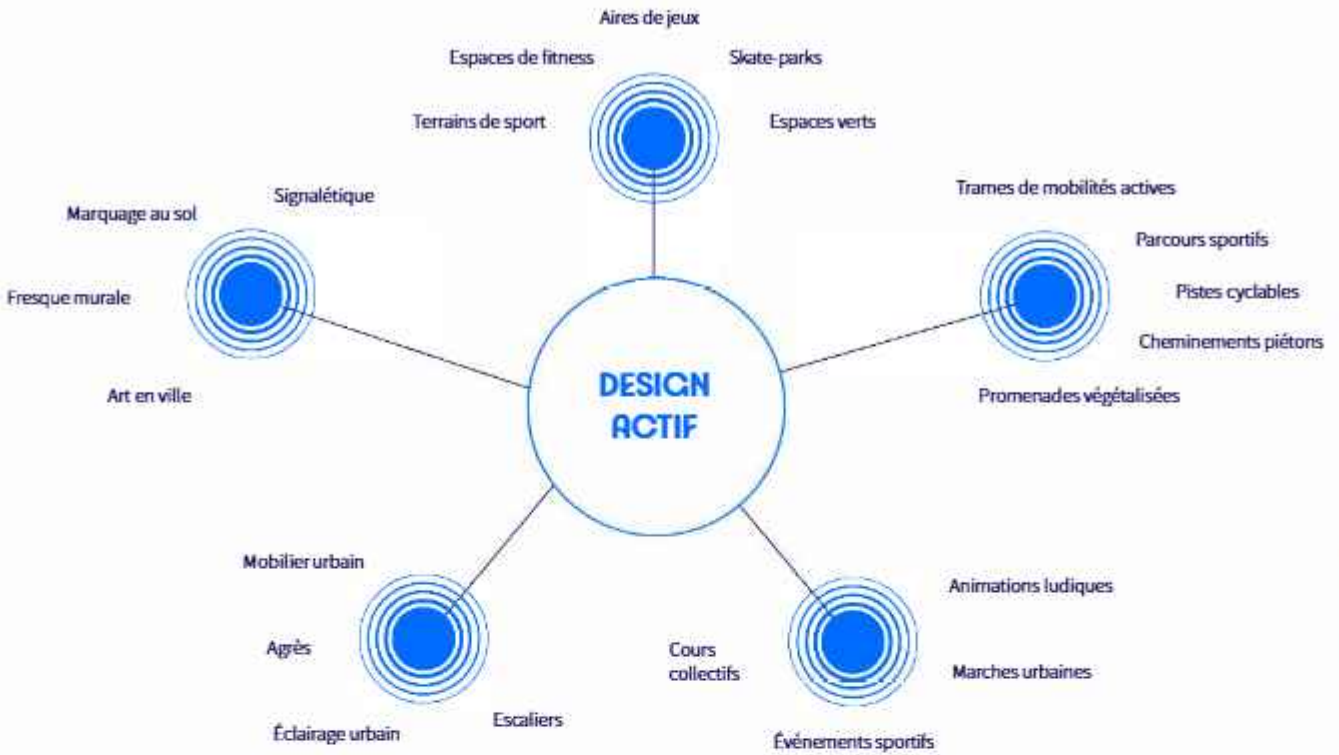 Aires de jeux
Espaces de fitness
Skate-parks
Terrains de sport
Espaces verts
Signalétique
Marquage au sol
Fresque murale
Art en ville
Trames de mobilités actives
Parcours sportifs
Pistes cyclables
Cheminements piétons
Promenades végétalisées
DESIGN
ACTIF
Mobilier urbain
Agrès
Éclairage urbain
Escaliers
Animations ludiques
Cours
collectifs
Marches urbaines
Événements sportifs